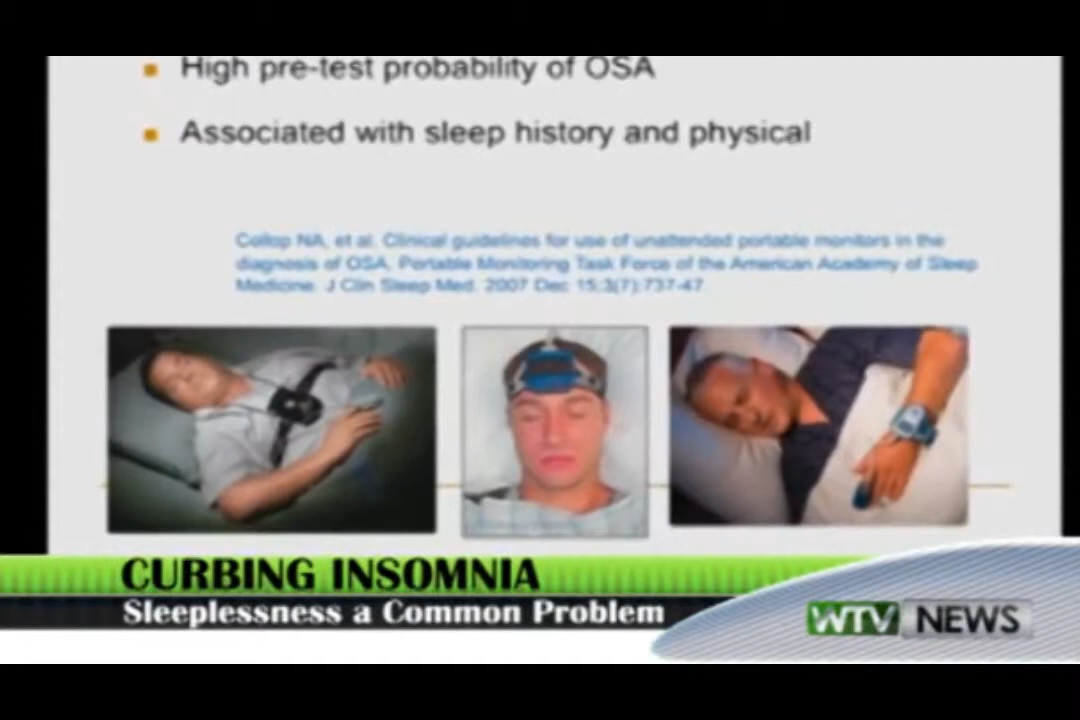 High pre-test probability of OSA
Associated with sleep history and physical
Collop NA, et al. Clinical guidelines for use of unattended portable monitors in the
diagnosis of OSA. Portable Monitoring Task Force of the American Academy of Sleep
Medicine. J Clin Sleep Med. 2007 Dec 15;3(7):737-47
CURBING INSOMNIA
Sleeplessness a Common Problem
WTV NEWS